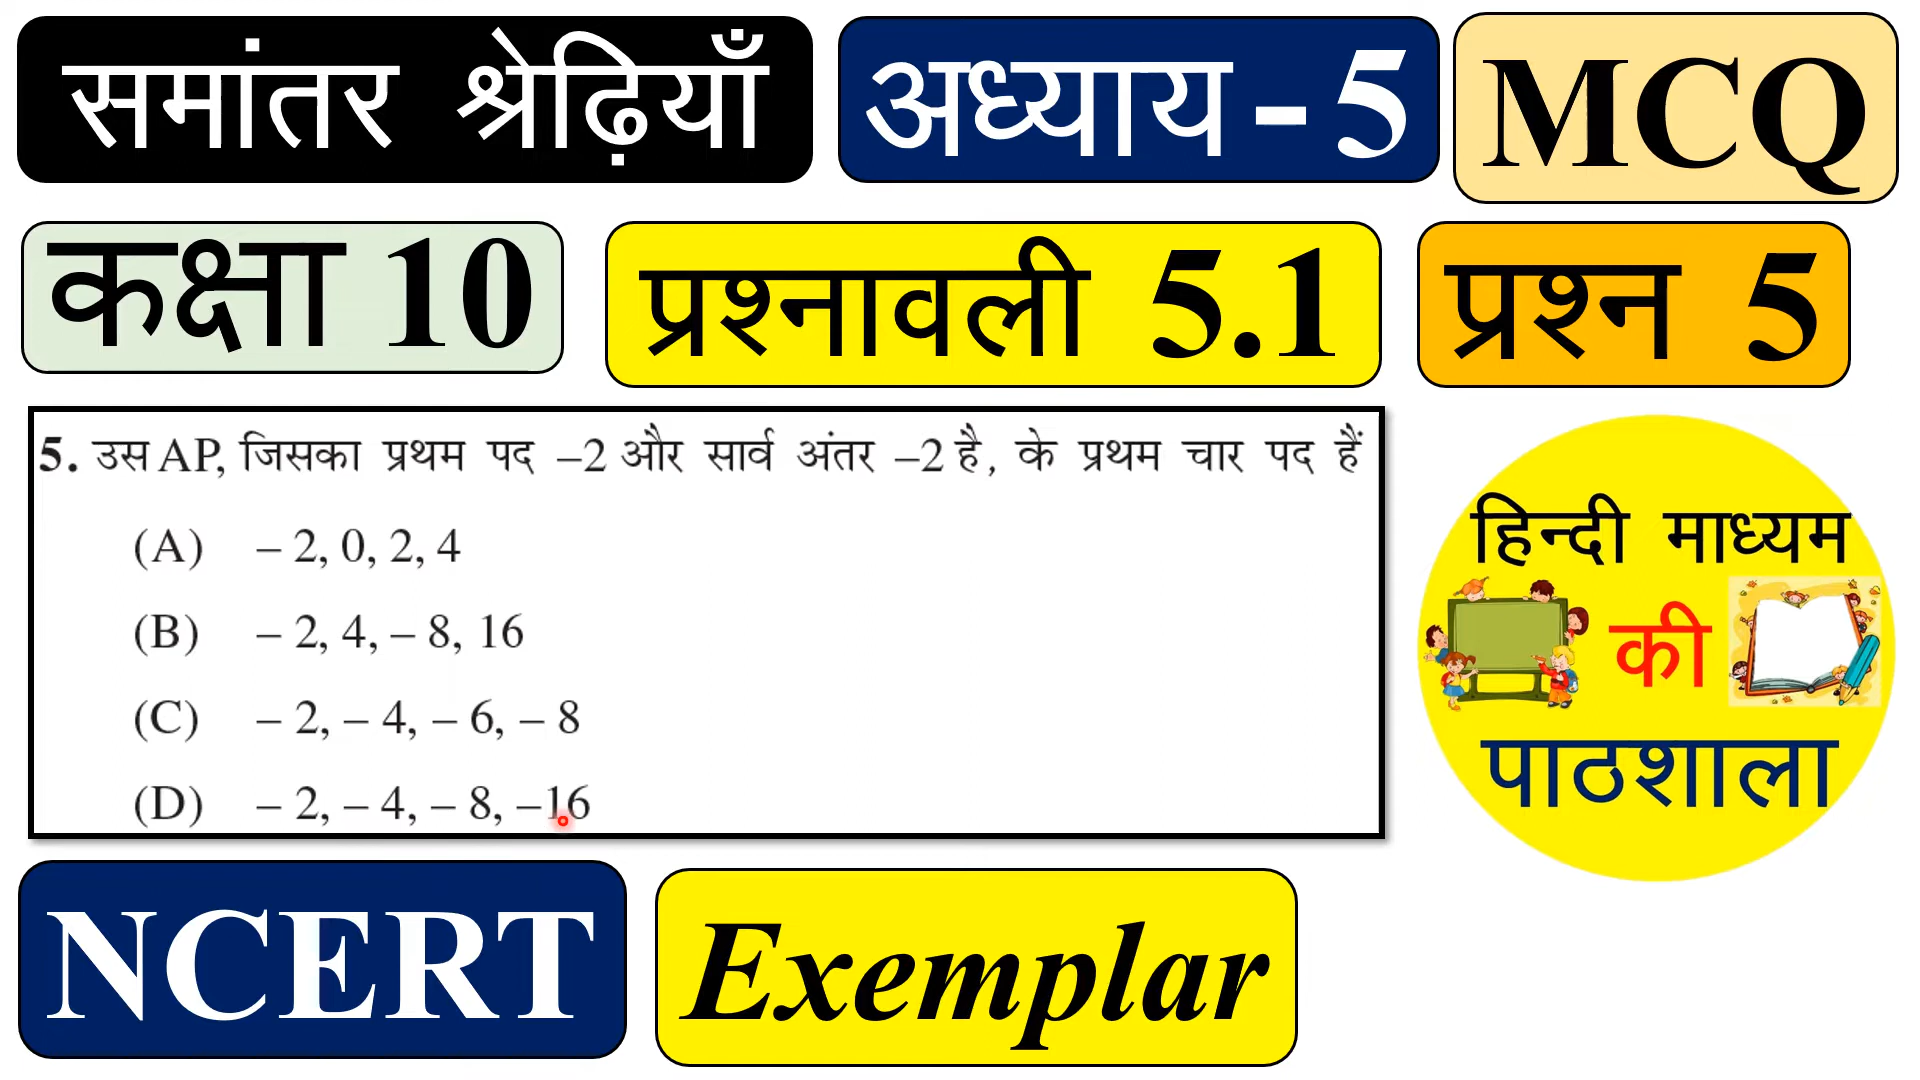 समांतर श्रेढ़ियाँ अध्याय - 5 MCQ
कक्षा 10 प्रश्नावली 5.1 प्रश्न 5
5. उस AP, जिसका प्रथम पद –2 और सार्व अंतर –2 है, के प्रथम चार पद हैं
(A) – 2, 0, 2, 4
(B) – 2, 4, – 8, 16
(C) – 2, – 4, – 6, – 8
(D) – 2, – 4, – 8, –16
हिन्दी माध्यम
की
पाठशाला
NCERT Exemplar